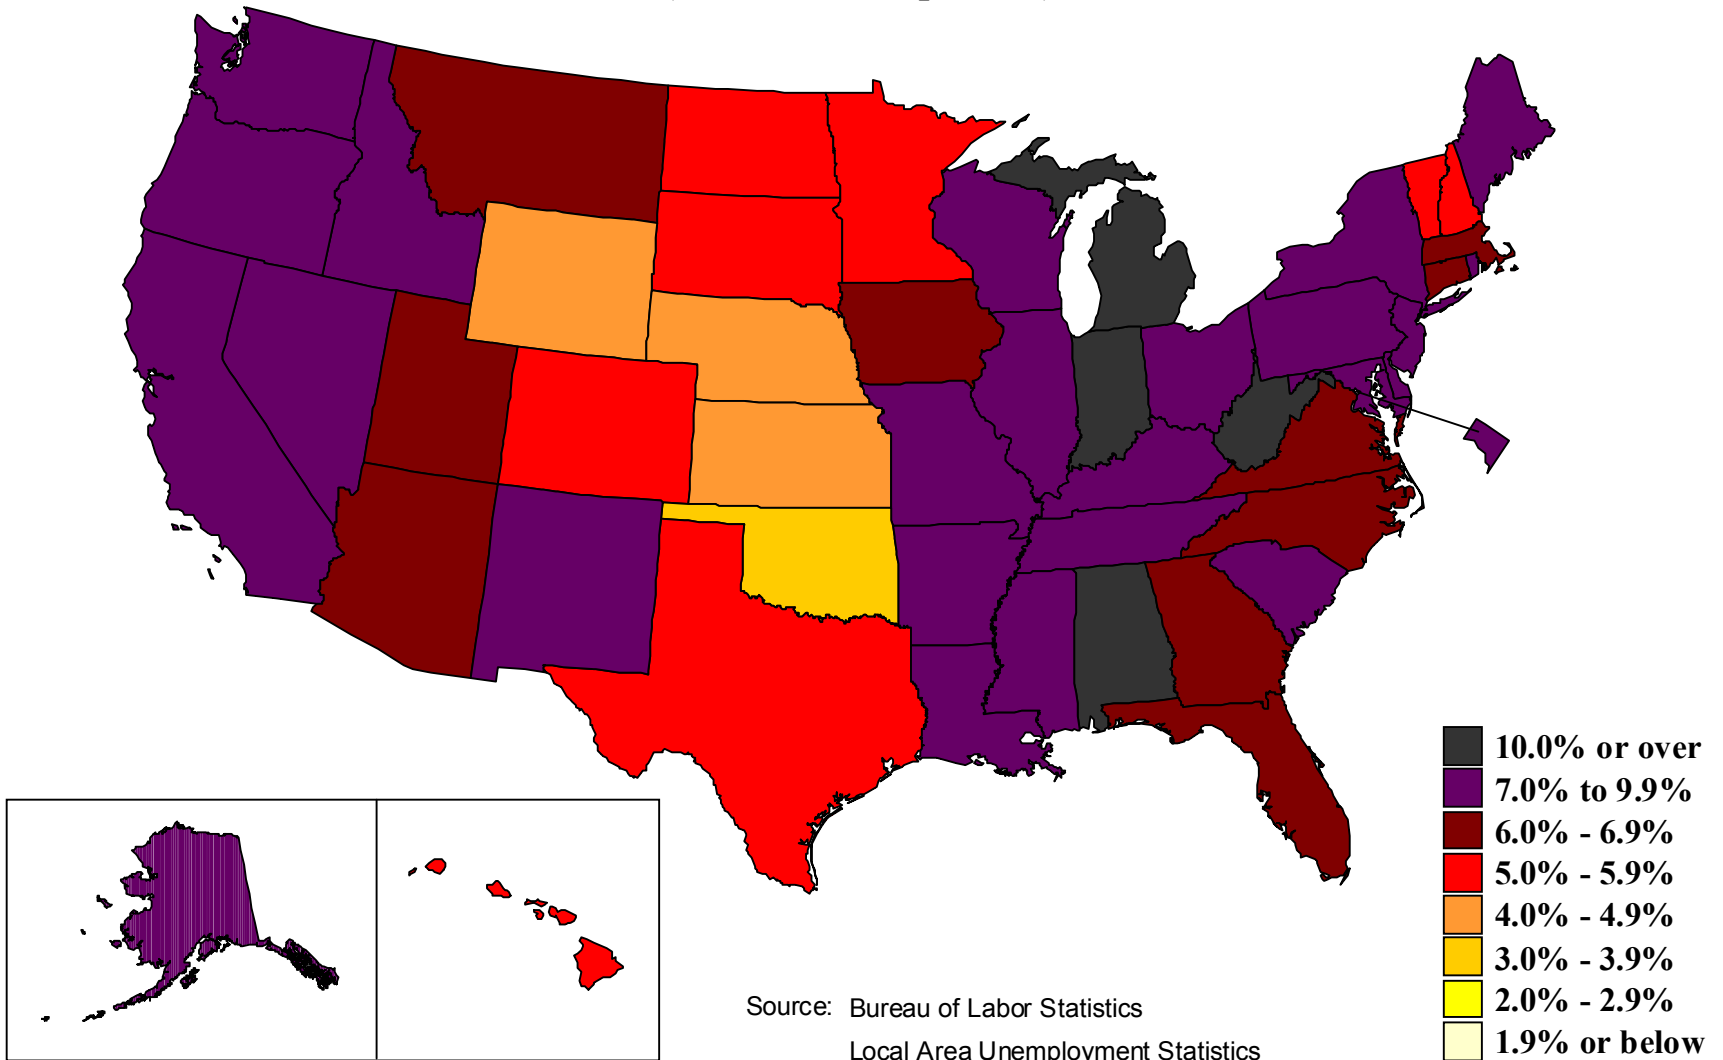 10.0% or over
7.0% to 9.9%
6.0% - 6.9%
5.0% - 5.9%
4.0% - 4.9%
3.0% - 3.9%
2.0% - 2.9%
1.9% or below
Source: Bureau of Labor Statistics
Local Area Unemployment Statistics